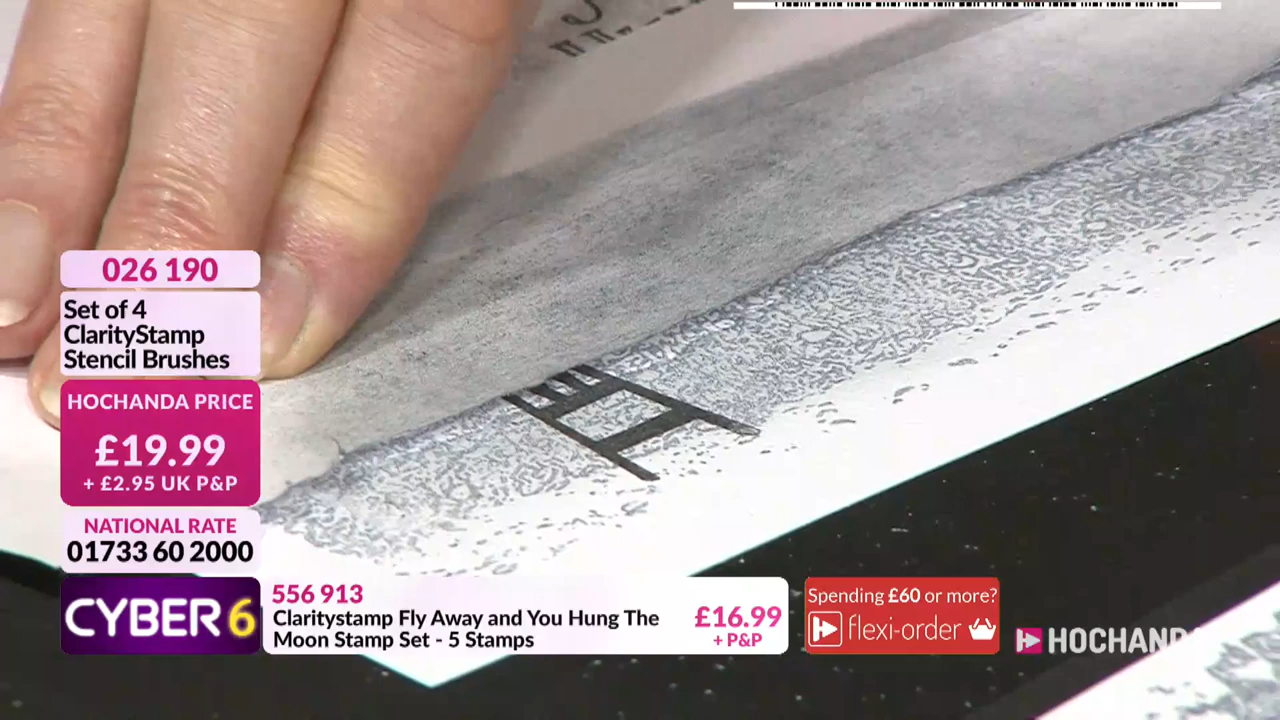 026 190
Set of 4
ClarityStamp
Stencil Brushes
HOCHANDA PRICE
£19.99
+ £2.95 UK P&P
NATIONAL RATE
01733 60 2000
CYBER 6
556 913
Claritystamp Fly Away and You Hung The
Moon Stamp Set - 5 Stamps
£16.99
+ P&P
Spending £60 or more?
flexi-order
HOCHANDA